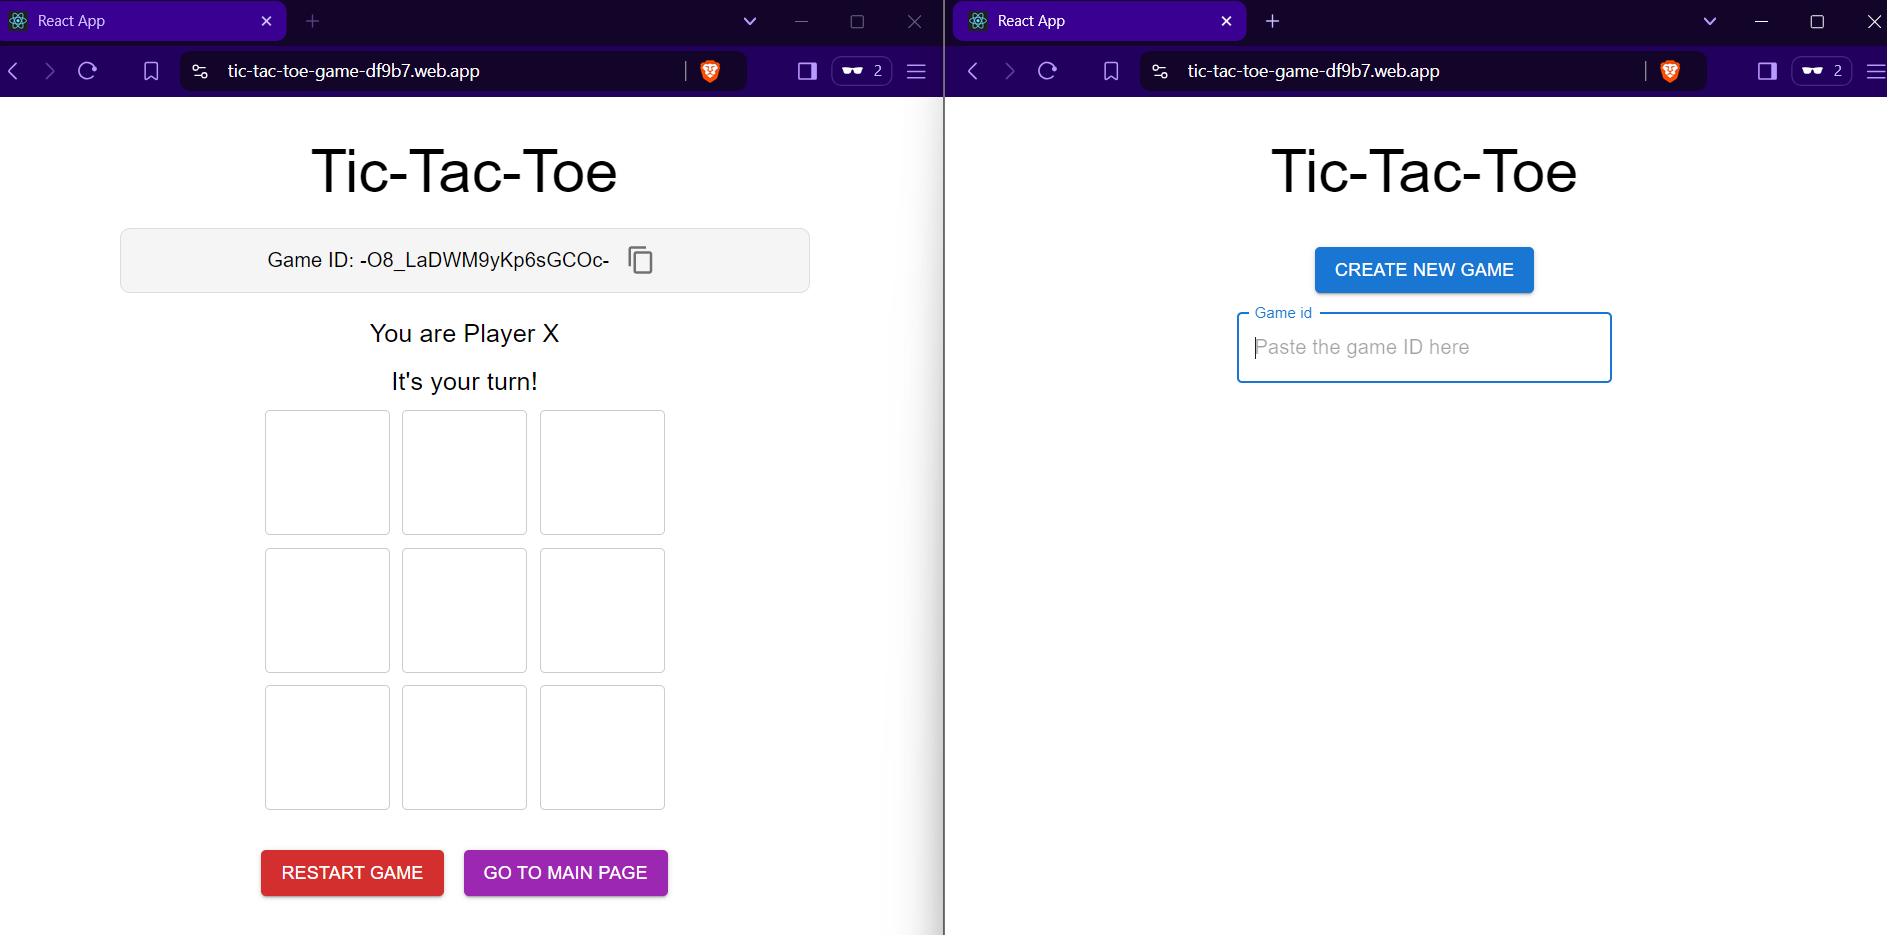 React App
tic-tac-toe-game-df9b7.web.app
2
Tic-Tac-Toe
Game ID: -O8_LaDWM9yKp6sGCOc-
You are Player X
It's your turn!
RESTART GAME
GO TO MAIN PAGE
React App
tic-tac-toe-game-df9b7.web.app
2
Tic-Tac-Toe
CREATE NEW GAME
Game id
Paste the game ID here